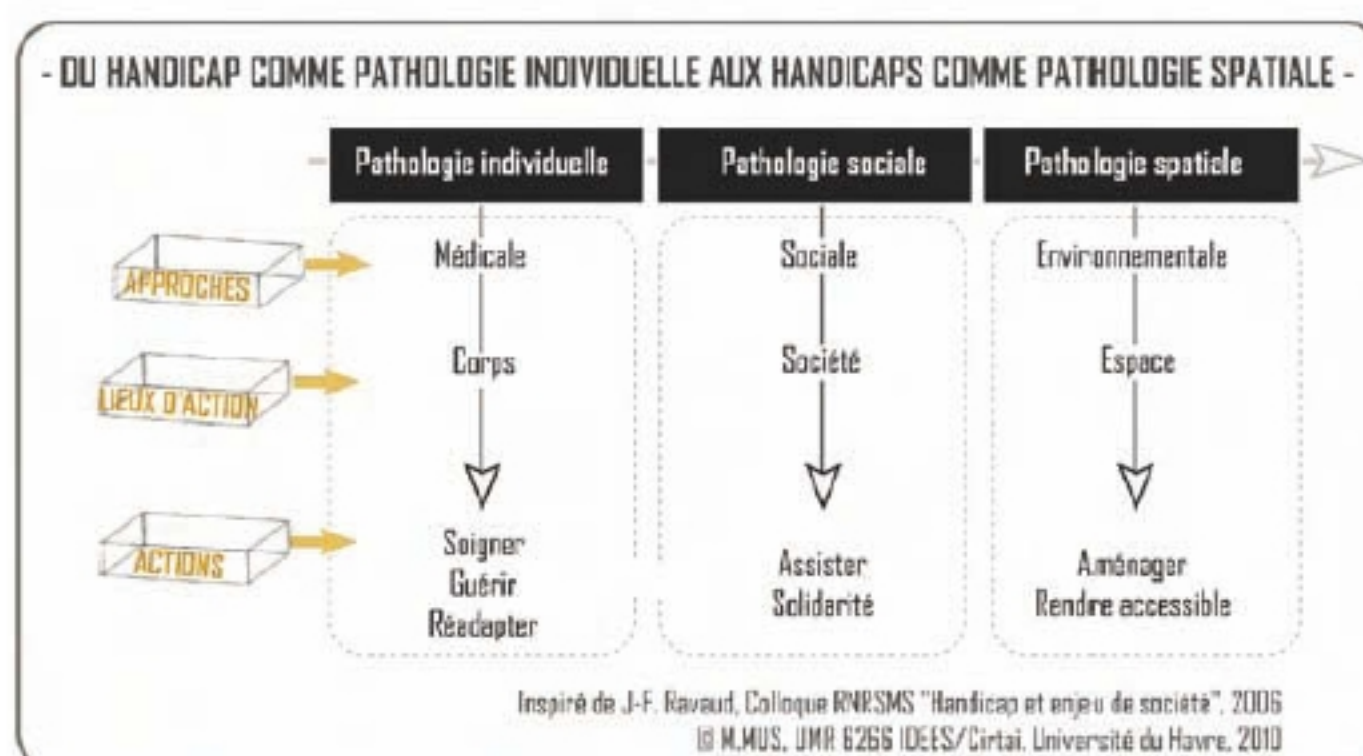 - DU HANDICAP COMME PATHOLOGIE INDIVIDUELLE AUX HANDICAPS COMME PATHOLOGIE SPATIALE -
Pathologie individuelle Pathologie sociale Pathologie spatiale
APPROCHES Médicale Sociale Environnementale
LIEUX D'ACTION Corps Société Espace
ACTIONS
Soigner
Guérir
Réadapter
Assister
Solidarité
Aménager
Rendre accessible
Inspiré de J-F. Ravaud, Colloque RNRSMS "Handicap et enjeu de société", 2006
© M.MUS, UMR 6266 IDEES/Cirtai, Université du Havre, 2010